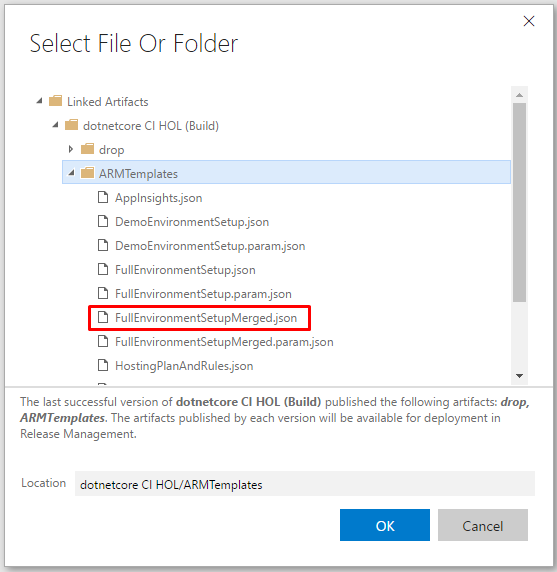 Select File Or Folder
Linked Artifacts
dotnetcore CI HOL (Build)
drop
ARMTemplates
AppInsights.json
DemoEnvironmentSetup.json
DemoEnvironmentSetup.param.json
FullEnvironmentSetup.json
FullEnvironmentSetup.param.json
FullEnvironmentSetupMerged.json
FullEnvironmentSetupMerged.param.json
HostingPlanAndRules.json
The last successful version of dotnetcore CI HOL (Build) published the following artifacts: drop,
ARMTemplates. The artifacts published by each version will be available for deployment in
Release Management.
Location dotnetcore CI HOL/ARMTemplates
OK Cancel